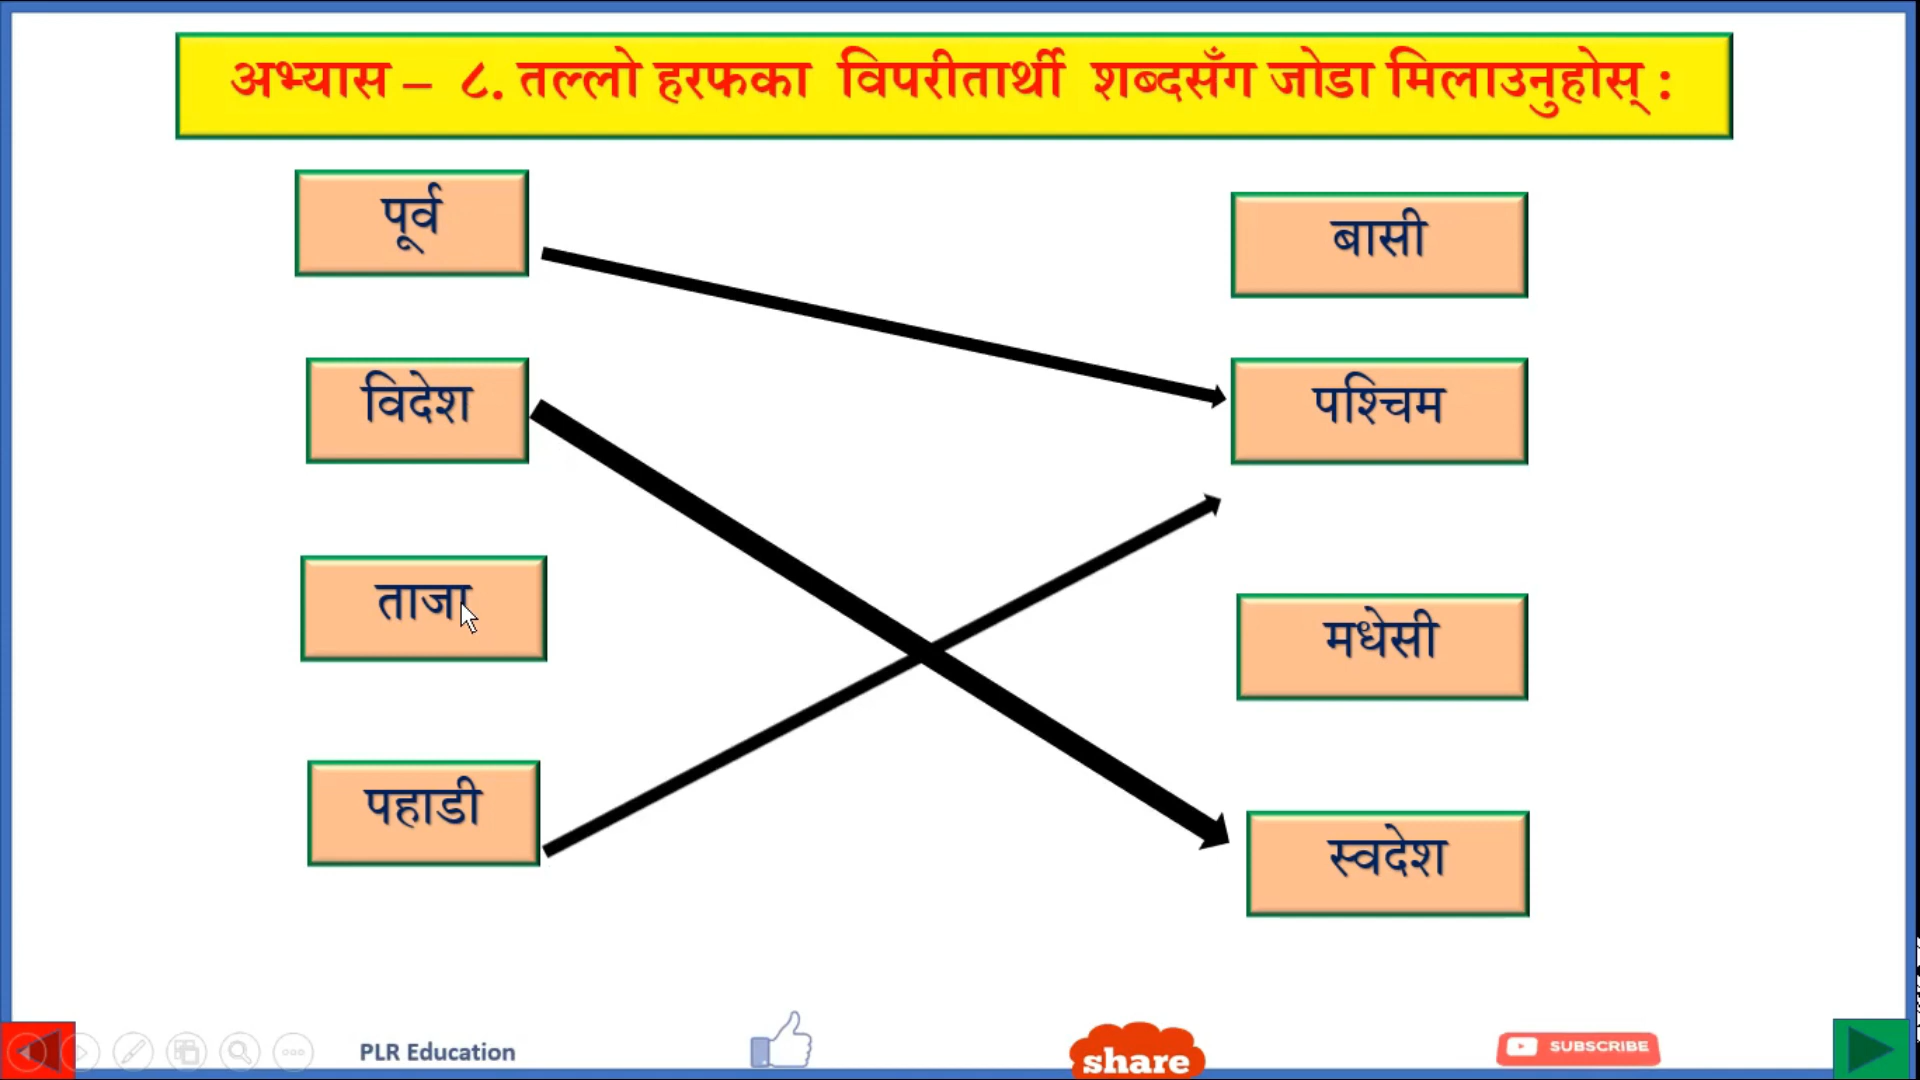 अभ्यास – ८. तल्लो हरफका विपरीतार्थी शब्दसँग जोडा मिलाउनुहोस् :
पूर्व
बासी
विदेश
पश्चिम
ताजा
मधेसी
पहाडी
स्वदेश
PLR Education
share
SUBSCRIBE